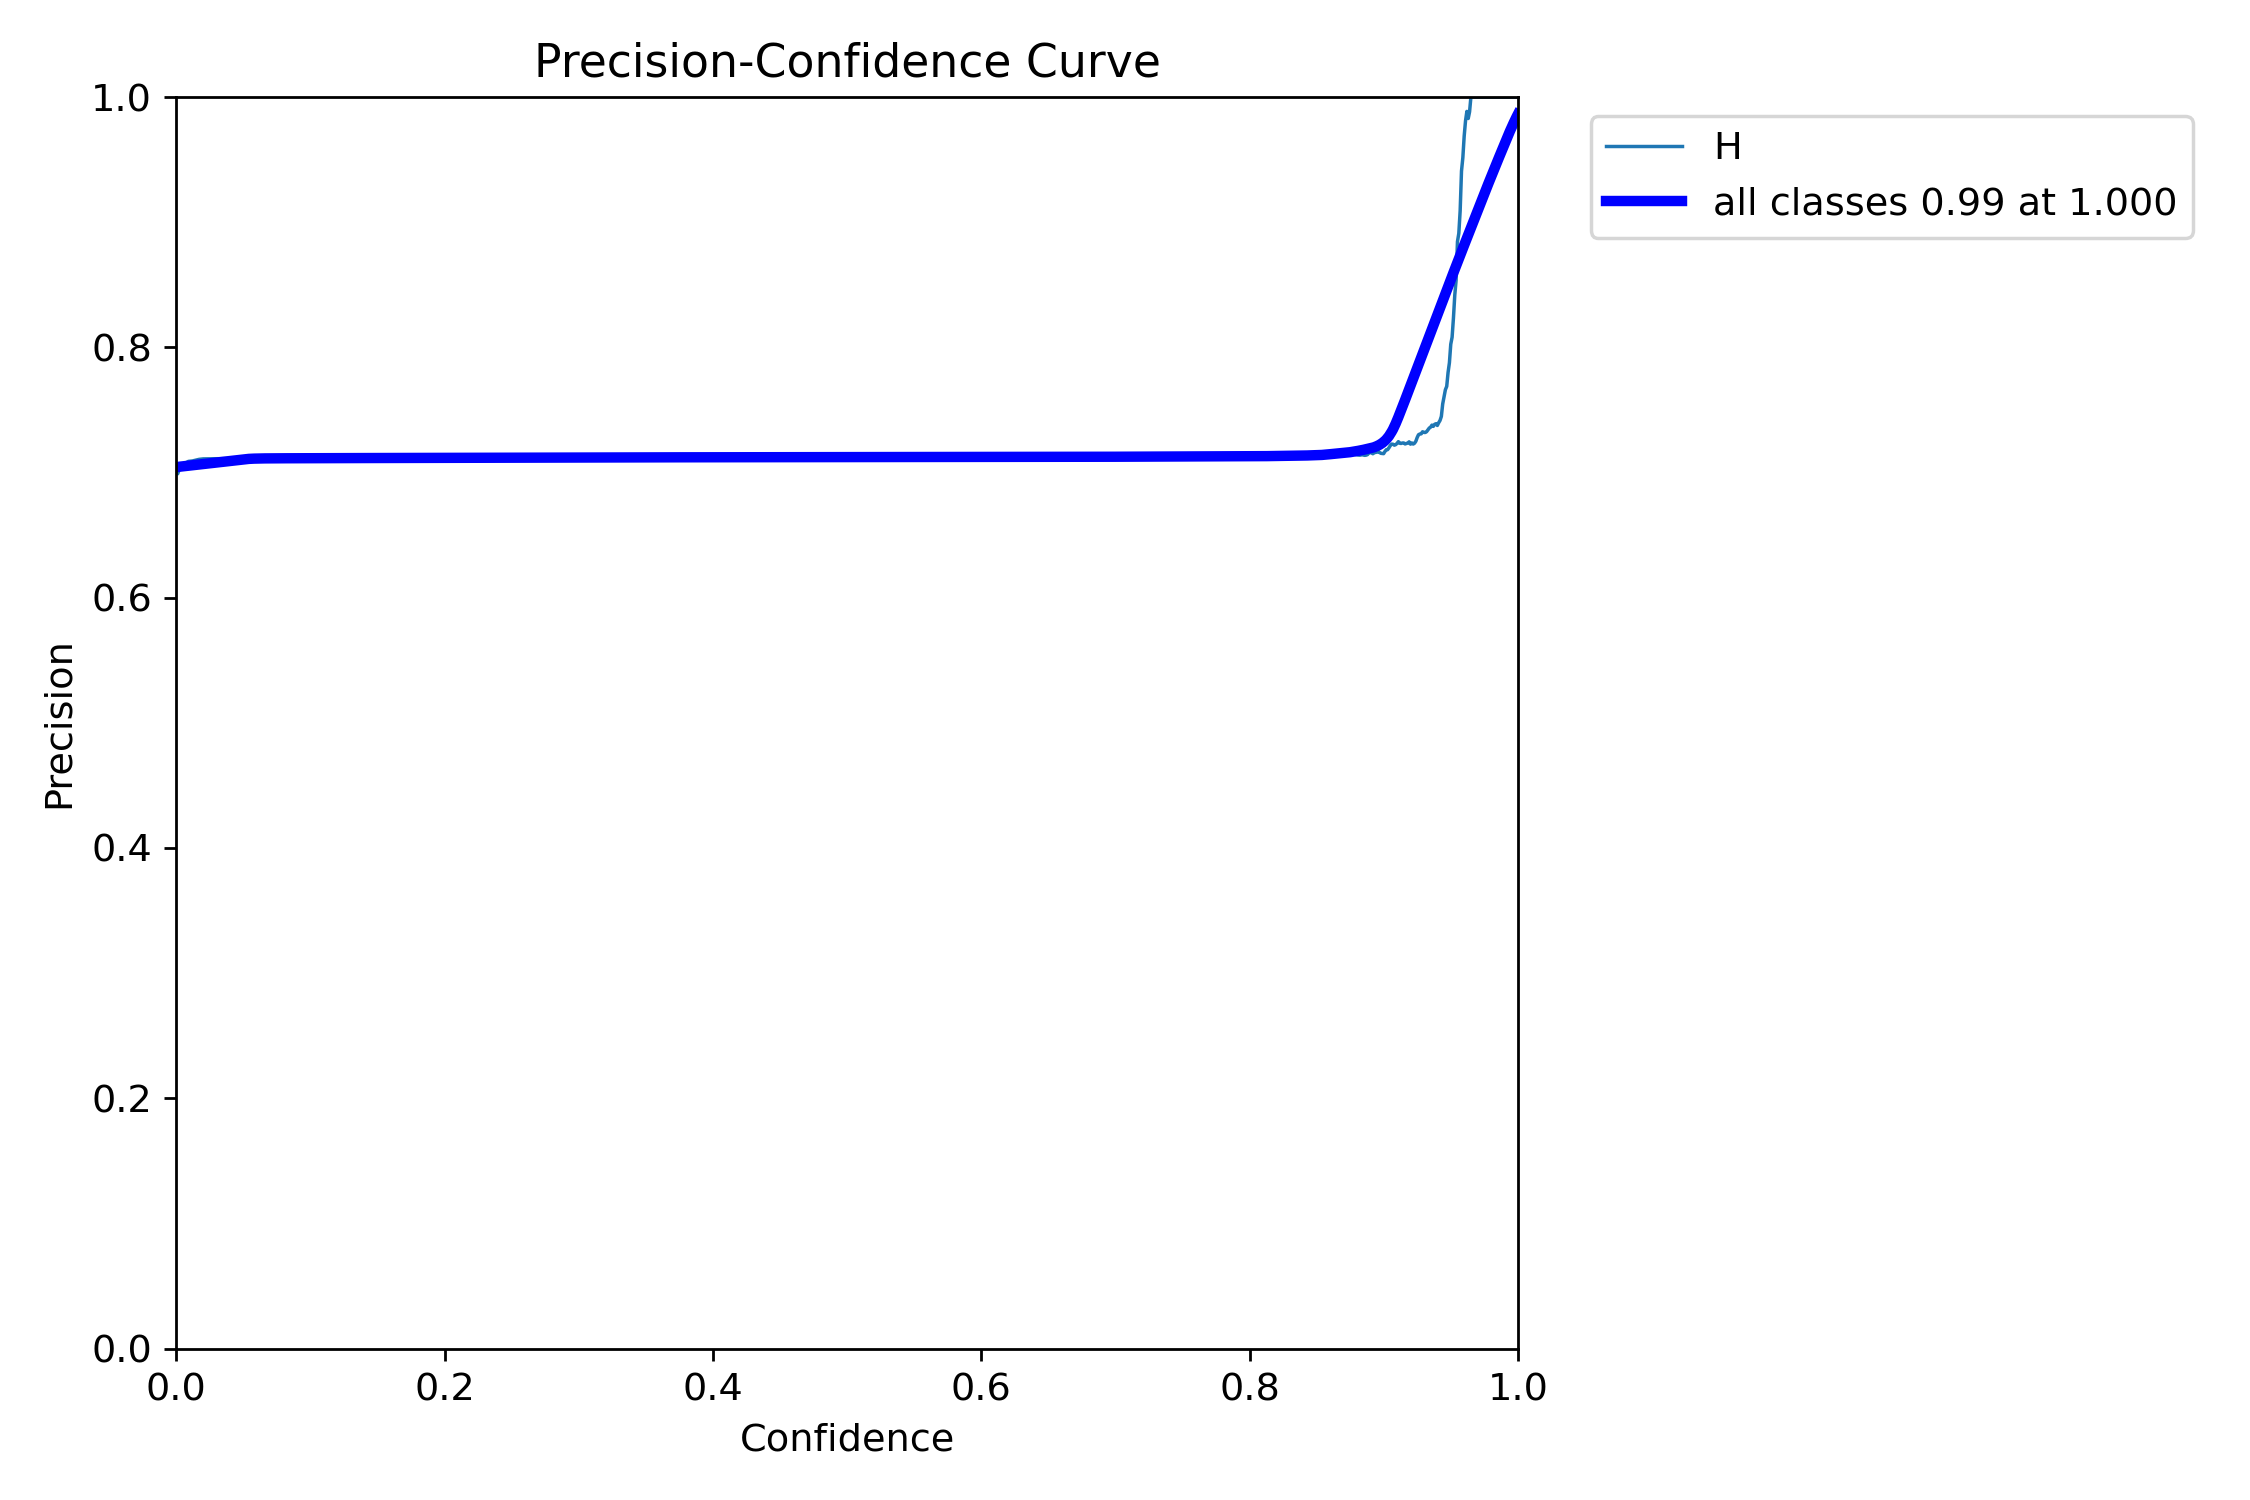 Precision-Confidence Curve
H
all classes 0.99 at 1.000
Precision
1.0
0.8
0.6
0.4
0.2
0.0
0.0 0.2 0.4 0.6 0.8 1.0
Confidence